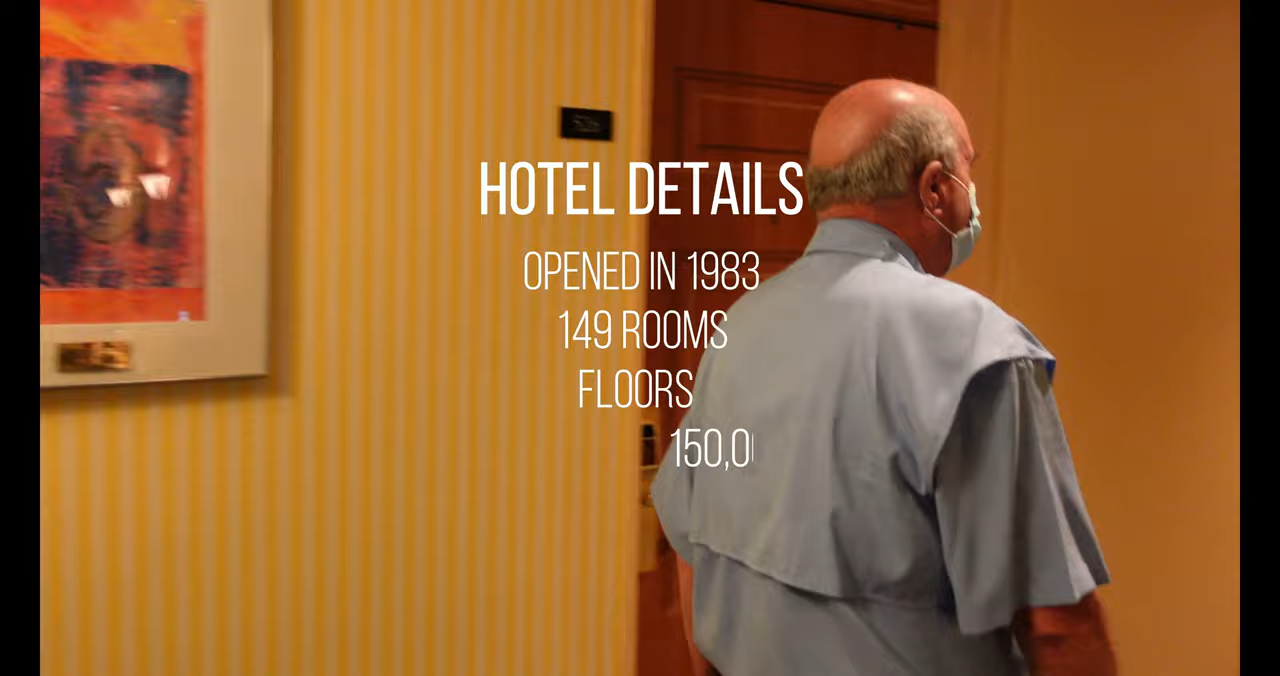 HOTEL DETAILS
OPENED IN 1983
149 ROOMS
FLOORS
150,0